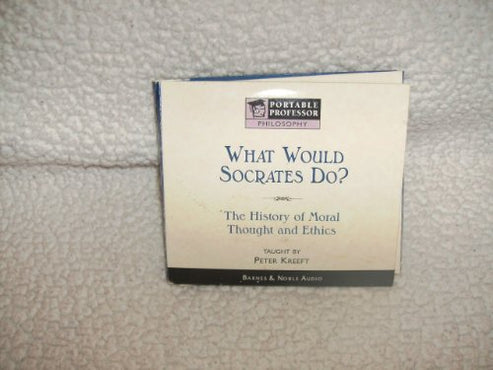 PORTABLE
PROFESSOR
PHILOSOPHY
WHAT WOULD
SOCRATES DO?
The History of Moral
Thought and Ethics
TAUGHT BY
PETER KREEFT
BARNES & NOBLE AUDIO